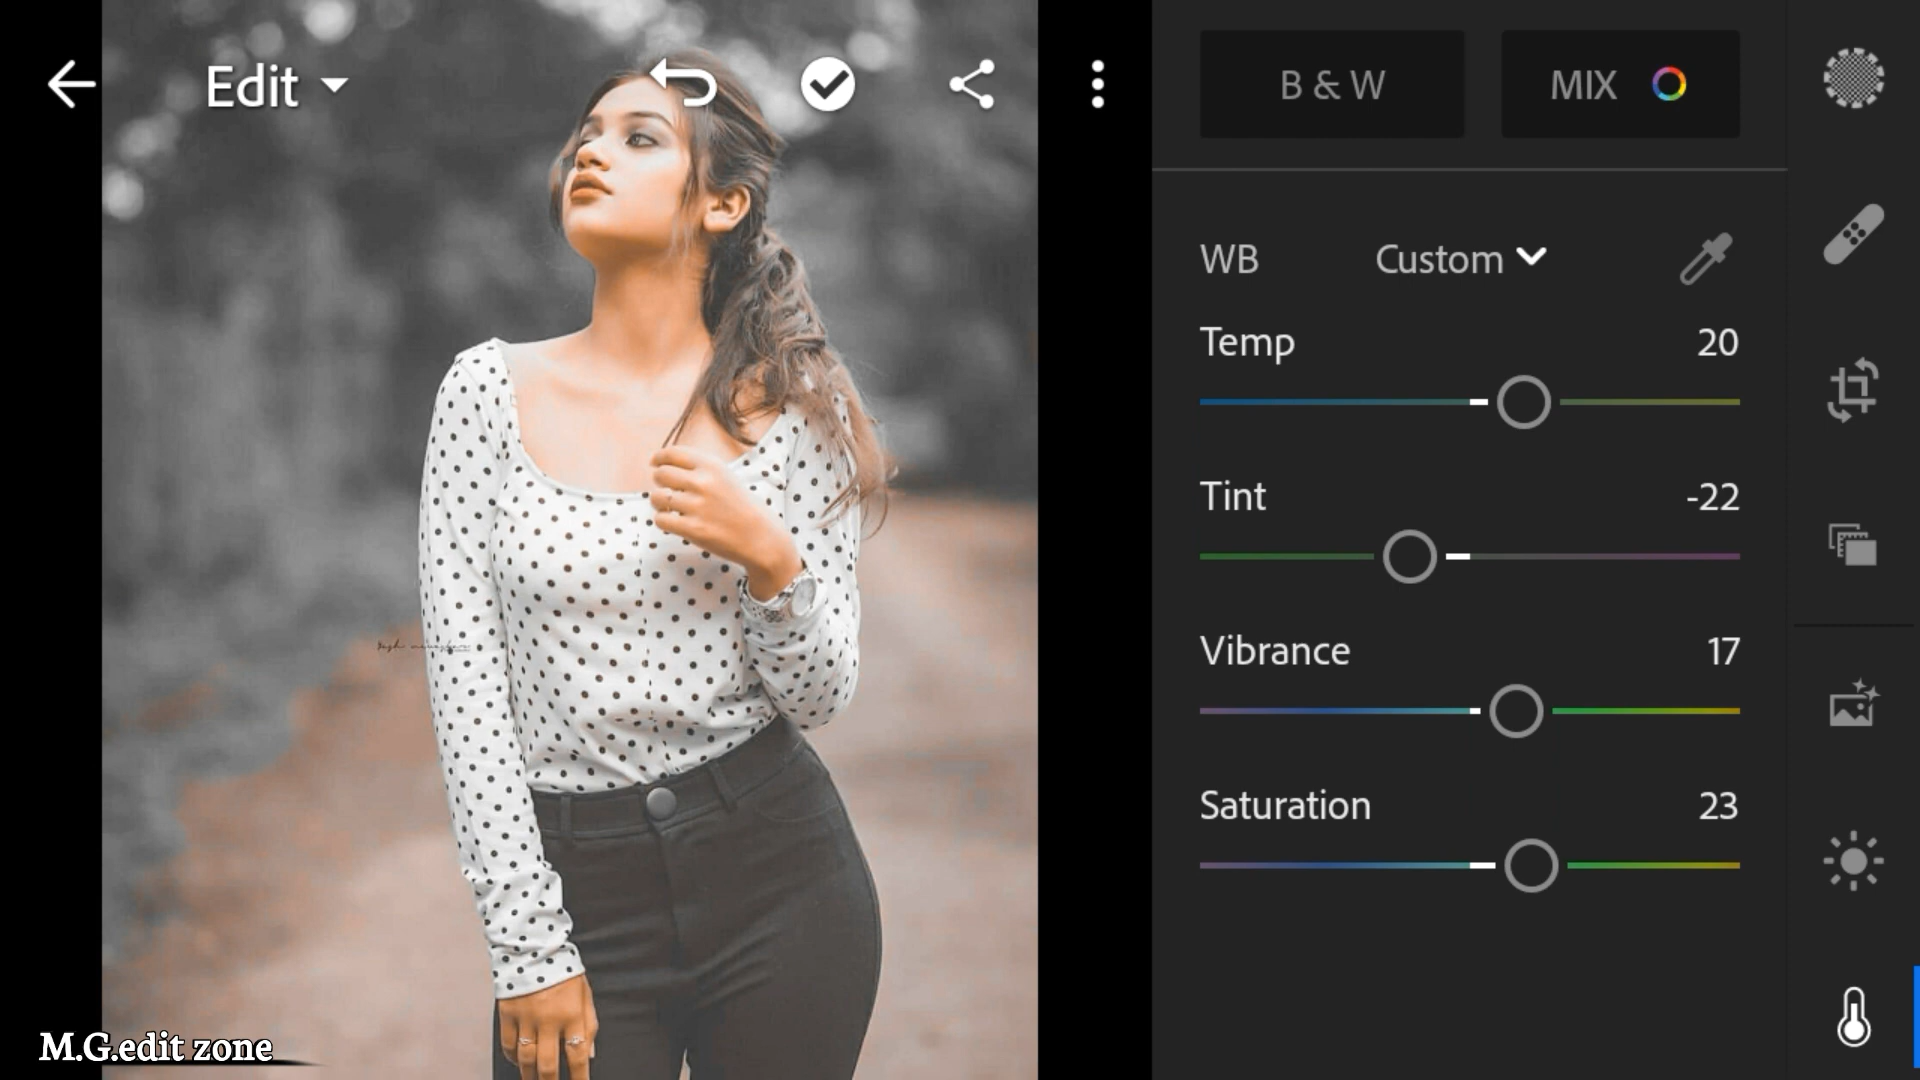 Edit
B & W
MIX
WB
Custom
Temp
20
Tint
-22
Vibrance
17
Saturation
23
M.G.edit zone